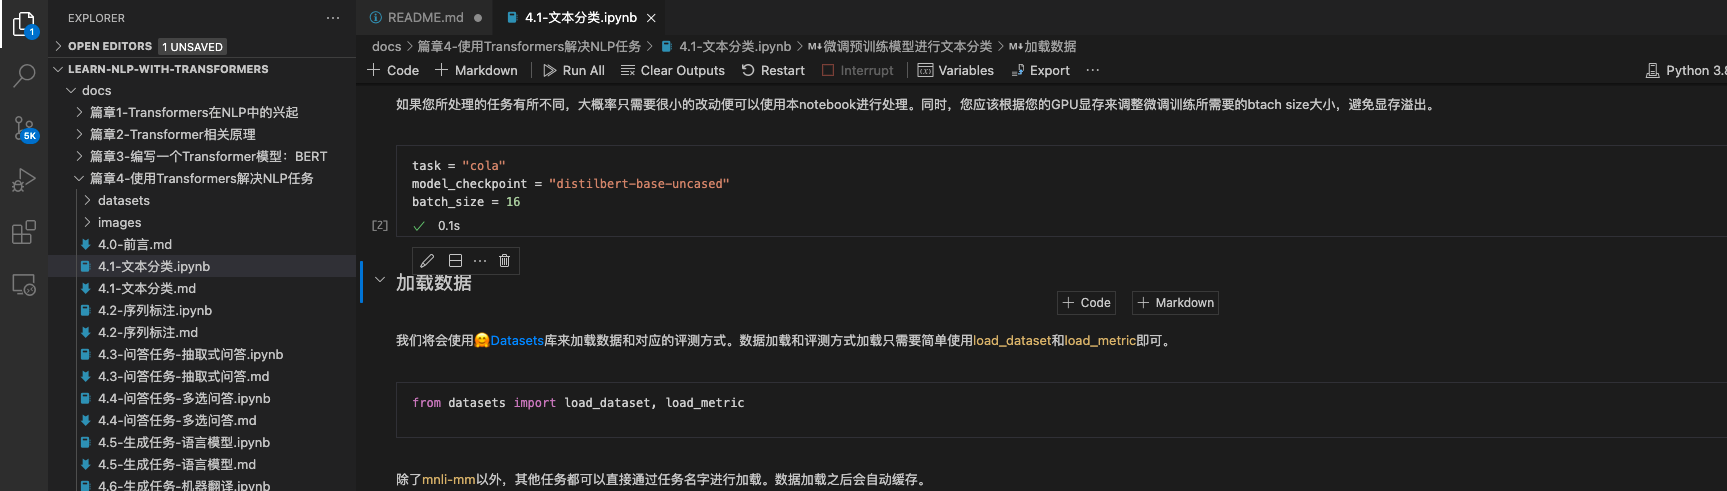 EXPLORER
OPEN EDITORS 1 UNSAVED
LEARN-NLP-WITH-TRANSFORMERS
docs
篇章1-Transformers在NLP中的兴起
篇章2-Transformer相关原理
篇章3-编写一个Transformer模型：BERT
篇章4-使用Transformers解决NLP任务
datasets
images
4.0-前言.md
4.1-文本分类.ipynb
4.1-文本分类.md
4.2-序列标注.ipynb
4.2-序列标注.md
4.3-问答任务-抽取式问答.ipynb
4.3-问答任务-抽取式问答.md
4.4-问答任务-多选问答.ipynb
4.4-问答任务-多选问答.md
4.5-生成任务-语言模型.ipynb
4.5-生成任务-语言模型.md
4.6-生成任务-机器翻译.ipynb
1
5K
README.md
4.1-文本分类.ipynb
docs > 篇章4-使用Transformers解决NLP任务 > 4.1-文本分类.ipynb > M↓微调预训练模型进行文本分类 > M↓加载数据
+ Code + Markdown Run All Clear Outputs Restart Interrupt Variables Export ··· Python 3.8
如果您所处理的任务有所不同，大概率只需要很小的改动便可以使用本notebook进行处理。同时，您应该根据您的GPU显存来调整微调训练所需要的btach size大小，避免显存溢出。
task = "cola"
model_checkpoint = "distilbert-base-uncased"
batch_size = 16
[2] ✓ 0.1s
加载数据
+ Code + Markdown
我们将会使用🤗Datasets库来加载数据和对应的评测方式。数据加载和评测方式加载只需要简单使用load_dataset和load_metric即可。
from datasets import load_dataset, load_metric
除了mnli-mm以外，其他任务都可以直接通过任务名字进行加载。数据加载之后会自动缓存。